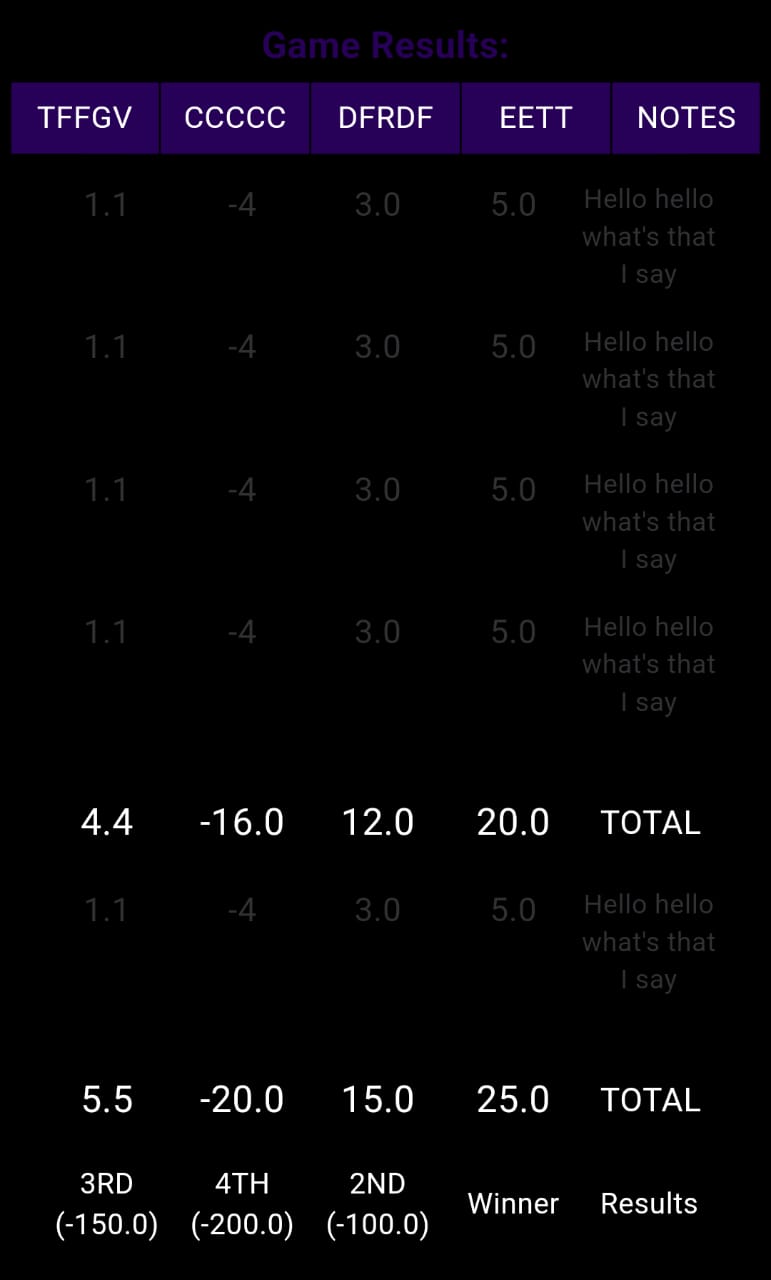 Game Results:
TFFGV CCCCC DFRDF EETT NOTES
1.1 -4 3.0 5.0 Hello hello
what's that
I say
1.1 -4 3.0 5.0 Hello hello
what's that
I say
1.1 -4 3.0 5.0 Hello hello
what's that
I say
1.1 -4 3.0 5.0 Hello hello
what's that
I say
4.4 -16.0 12.0 20.0 TOTAL
1.1 -4 3.0 5.0 Hello hello
what's that
I say
5.5 -20.0 15.0 25.0 TOTAL
3RD 4TH 2ND
(-150.0) (-200.0) (-100.0) Winner Results